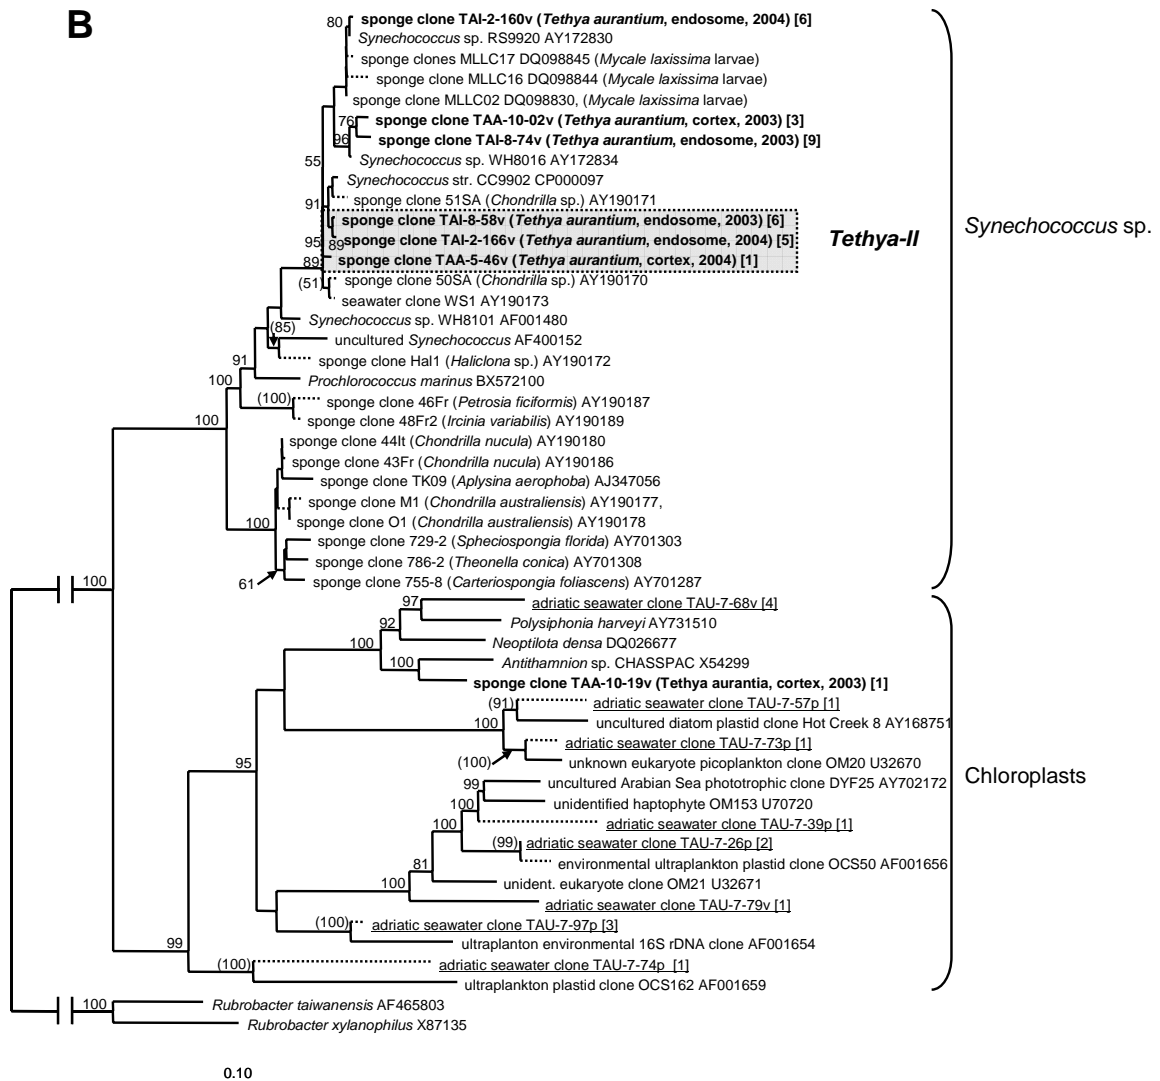 B
80 sponge clone TAI-2-160v (Tethya aurantium, endosome, 2004) [6]
Synechococcus sp. RS9920 AY172830
sponge clones MLLC17 DQ098845 (Mycale laxissima larvae)
sponge clone MLLC16 DQ098844 (Mycale laxissima larvae)
sponge clone MLLC02 DQ098830, (Mycale laxissima larvae)
76 sponge clone TAA-10-02v (Tethya aurantium, cortex, 2003) [3]
96 sponge clone TAI-8-74v (Tethya aurantium, endosome, 2003) [9]
55 Synechococcus sp. WH8016 AY172834
Synechococcus str. CC9902 CP000097
91 sponge clone 51SA (Chondrilla sp.) AY190171
sponge clone TAI-8-58v (Tethya aurantium, endosome, 2003) [6]
95 89 sponge clone TAI-2-166v (Tethya aurantium, endosome, 2004) [5]
Tethya-II
Synechococcus sp.
89 sponge clone TAA-5-46v (Tethya aurantium, cortex, 2004) [1]
(51) sponge clone 50SA (Chondrilla sp.) AY190170
seawater clone WS1 AY190173
Synechococcus sp. WH8101 AF001480
(85) uncultured Synechococcus AF400152
91 sponge clone Hal1 (Haliclona sp.) AY190172
100 Prochlorococcus marinus BX572100
(100) sponge clone 46Fr (Petrosia ficiformis) AY190187
100 sponge clone 48Fr2 (Ircinia variabilis) AY190189
sponge clone 44It (Chondrilla nucula) AY190180
sponge clone 43Fr (Chondrilla nucula) AY190186
sponge clone TK09 (Aplysina aerophoba) AJ347056
sponge clone M1 (Chondrilla australiensis) AY190177,
100 sponge clone O1 (Chondrilla australiensis) AY190178
sponge clone 729-2 (Spheciospongia florida) AY701303
sponge clone 786-2 (Theonella conica) AY701308
100 61 sponge clone 755-8 (Carteriospongia foliascens) AY701287
97 adriatic seawater clone TAU-7-68v [4]
92 Polysiphonia harveyi AY731510
100 Neoptilota densa DQ026677
100 Antithamnion sp. CHASSPAC X54299
sponge clone TAA-10-19v (Tethya aurantia, cortex, 2003) [1]
(91) adriatic seawater clone TAU-7-57p [1]
100 uncultured diatom plastid clone Hot Creek 8 AY168751
adriatic seawater clone TAU-7-73p [1]
95 (100) unknown eukaryote picoplankton clone OM20 U32670
Chloroplasts
99 uncultured Arabian Sea phototrophic clone DYF25 AY702172
100 unidentified haptophyte OM153 U70720
100 adriatic seawater clone TAU-7-39p [1]
(99) adriatic seawater clone TAU-7-26p [2]
81 environmental ultraplankton plastid clone OCS50 AF001656
100 unident. eukaryote clone OM21 U32671
adriatic seawater clone TAU-7-79v [1]
(100) adriatic seawater clone TAU-7-97p [3]
99 ultraplanton environmental 16S rDNA clone AF001654
(100) adriatic seawater clone TAU-7-74p [1]
ultraplankton plastid clone OCS162 AF001659
100 Rubrobacter taiwanensis AF465803
Rubrobacter xylanophilus X87135
0.10